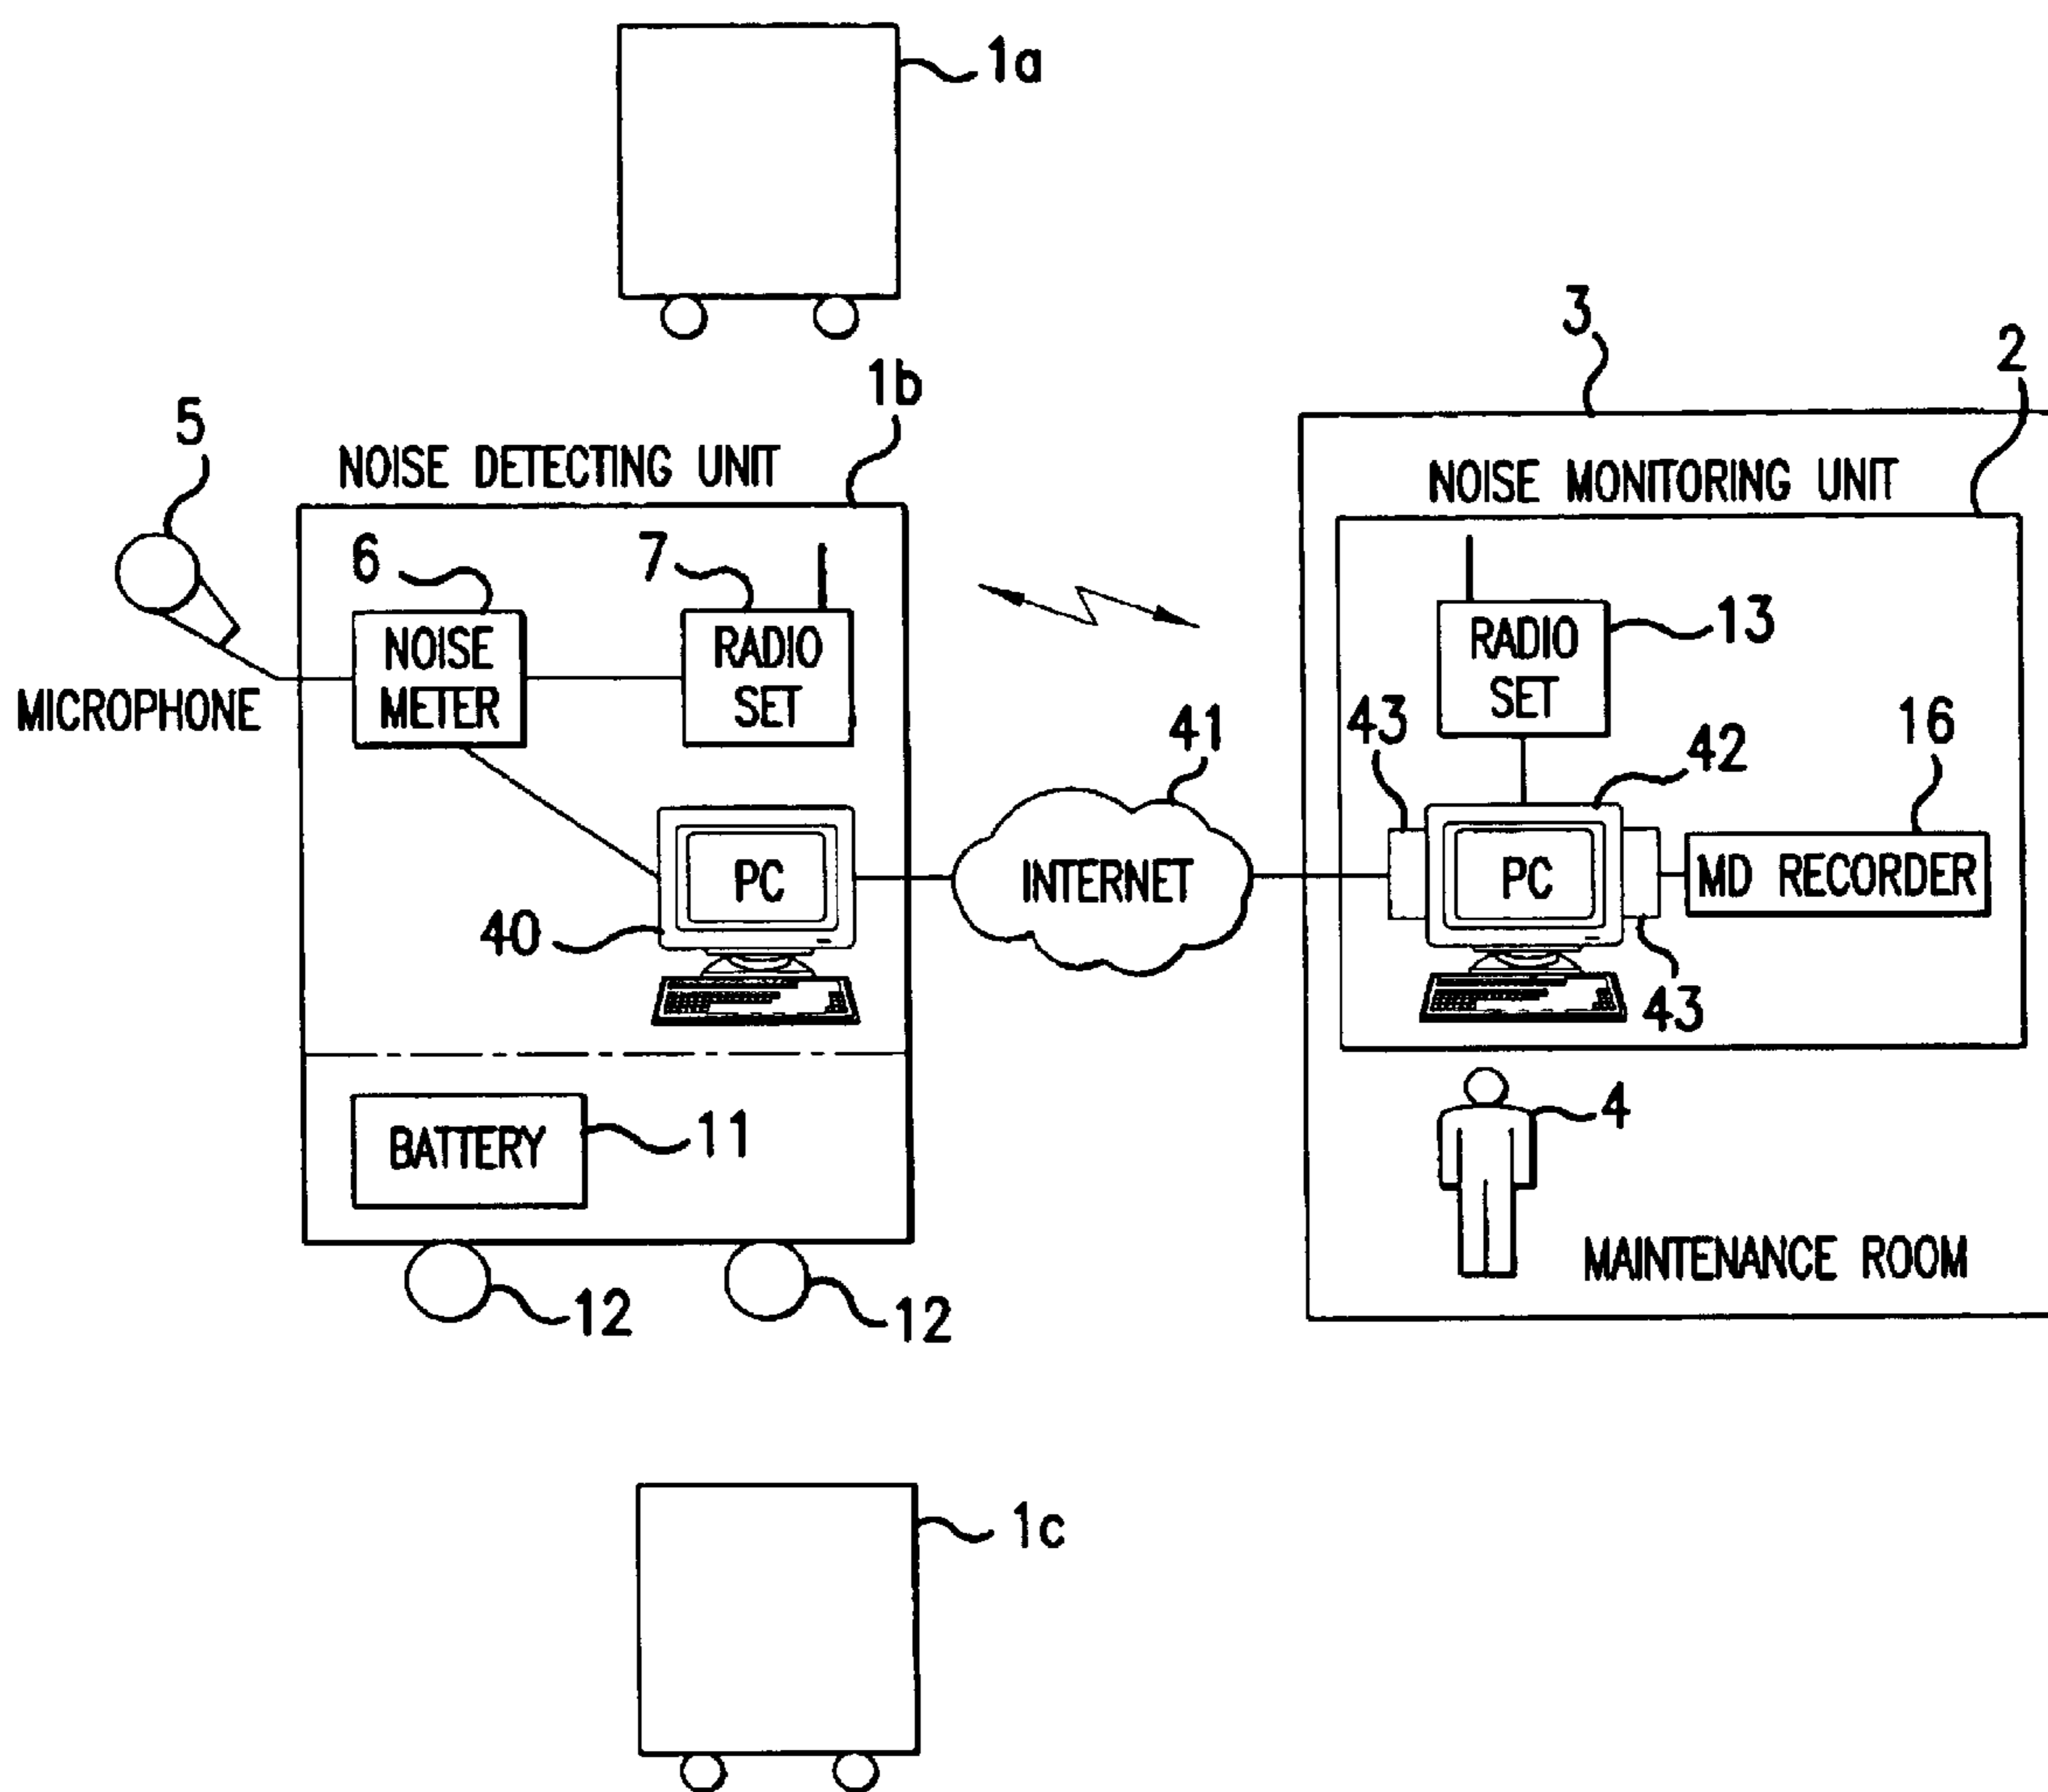 1a
3
2
1b
5
NOISE DETECTING UNIT
NOISE MONITORING UNIT
6
7
NOISE
METER
RADIO
SET
RADIO
SET
13
MICROPHONE
41
43
42
16
PC
INTERNET
PC
MD RECORDER
40
43
BATTERY
11
4
MAINTENANCE ROOM
12
12
1c